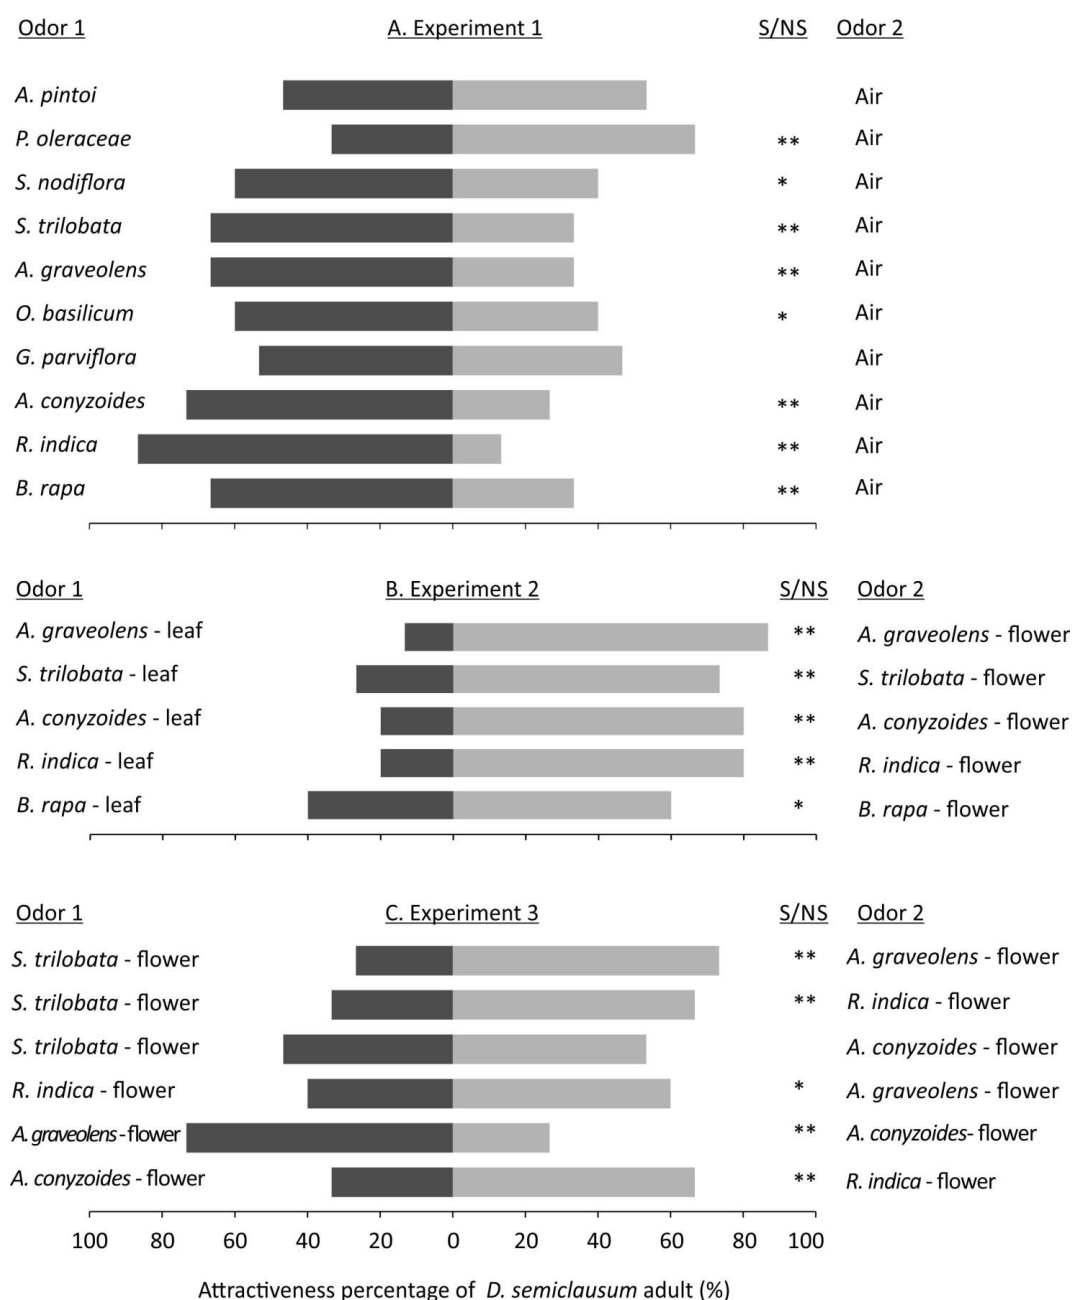 Odor 1 A. Experiment 1 S/NS Odor 2
A. pintoi Air
P. oleraceae ** Air
S. nodiflora * Air
S. trilobata ** Air
A. graveolens ** Air
O. basilicum * Air
G. parviflora Air
A. conyzoides ** Air
R. indica ** Air
B. rapa ** Air
Odor 1 B. Experiment 2 S/NS Odor 2
A. graveolens - leaf ** A. graveolens - flower
S. trilobata - leaf ** S. trilobata - flower
A. conyzoides - leaf ** A. conyzoides - flower
R. indica - leaf ** R. indica - flower
B. rapa - leaf * B. rapa - flower
Odor 1 C. Experiment 3 S/NS Odor 2
S. trilobata - flower ** A. graveolens - flower
S. trilobata - flower ** R. indica - flower
S. trilobata - flower A. conyzoides - flower
R. indica - flower * A. graveolens - flower
A. graveolens - flower ** A. conyzoides- flower
A. conyzoides - flower ** R. indica - flower
100 80 60 40 20 0 20 40 60 80 100
Attractiveness percentage of D. semiclausum adult (%)